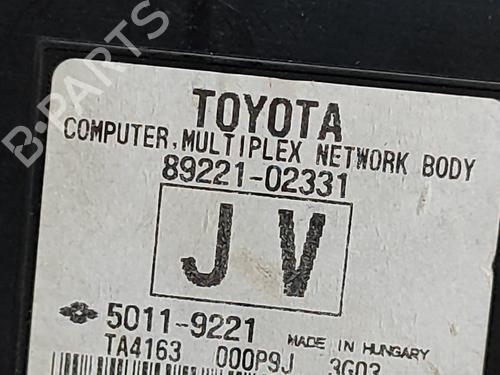 B-PARTS
TOYOTA
COMPUTER, MULTIPLEX NETWORK BODY
89221-02331
JV
5011-9221 MADE IN HUNGARY
TA4163 000P9J 3G03